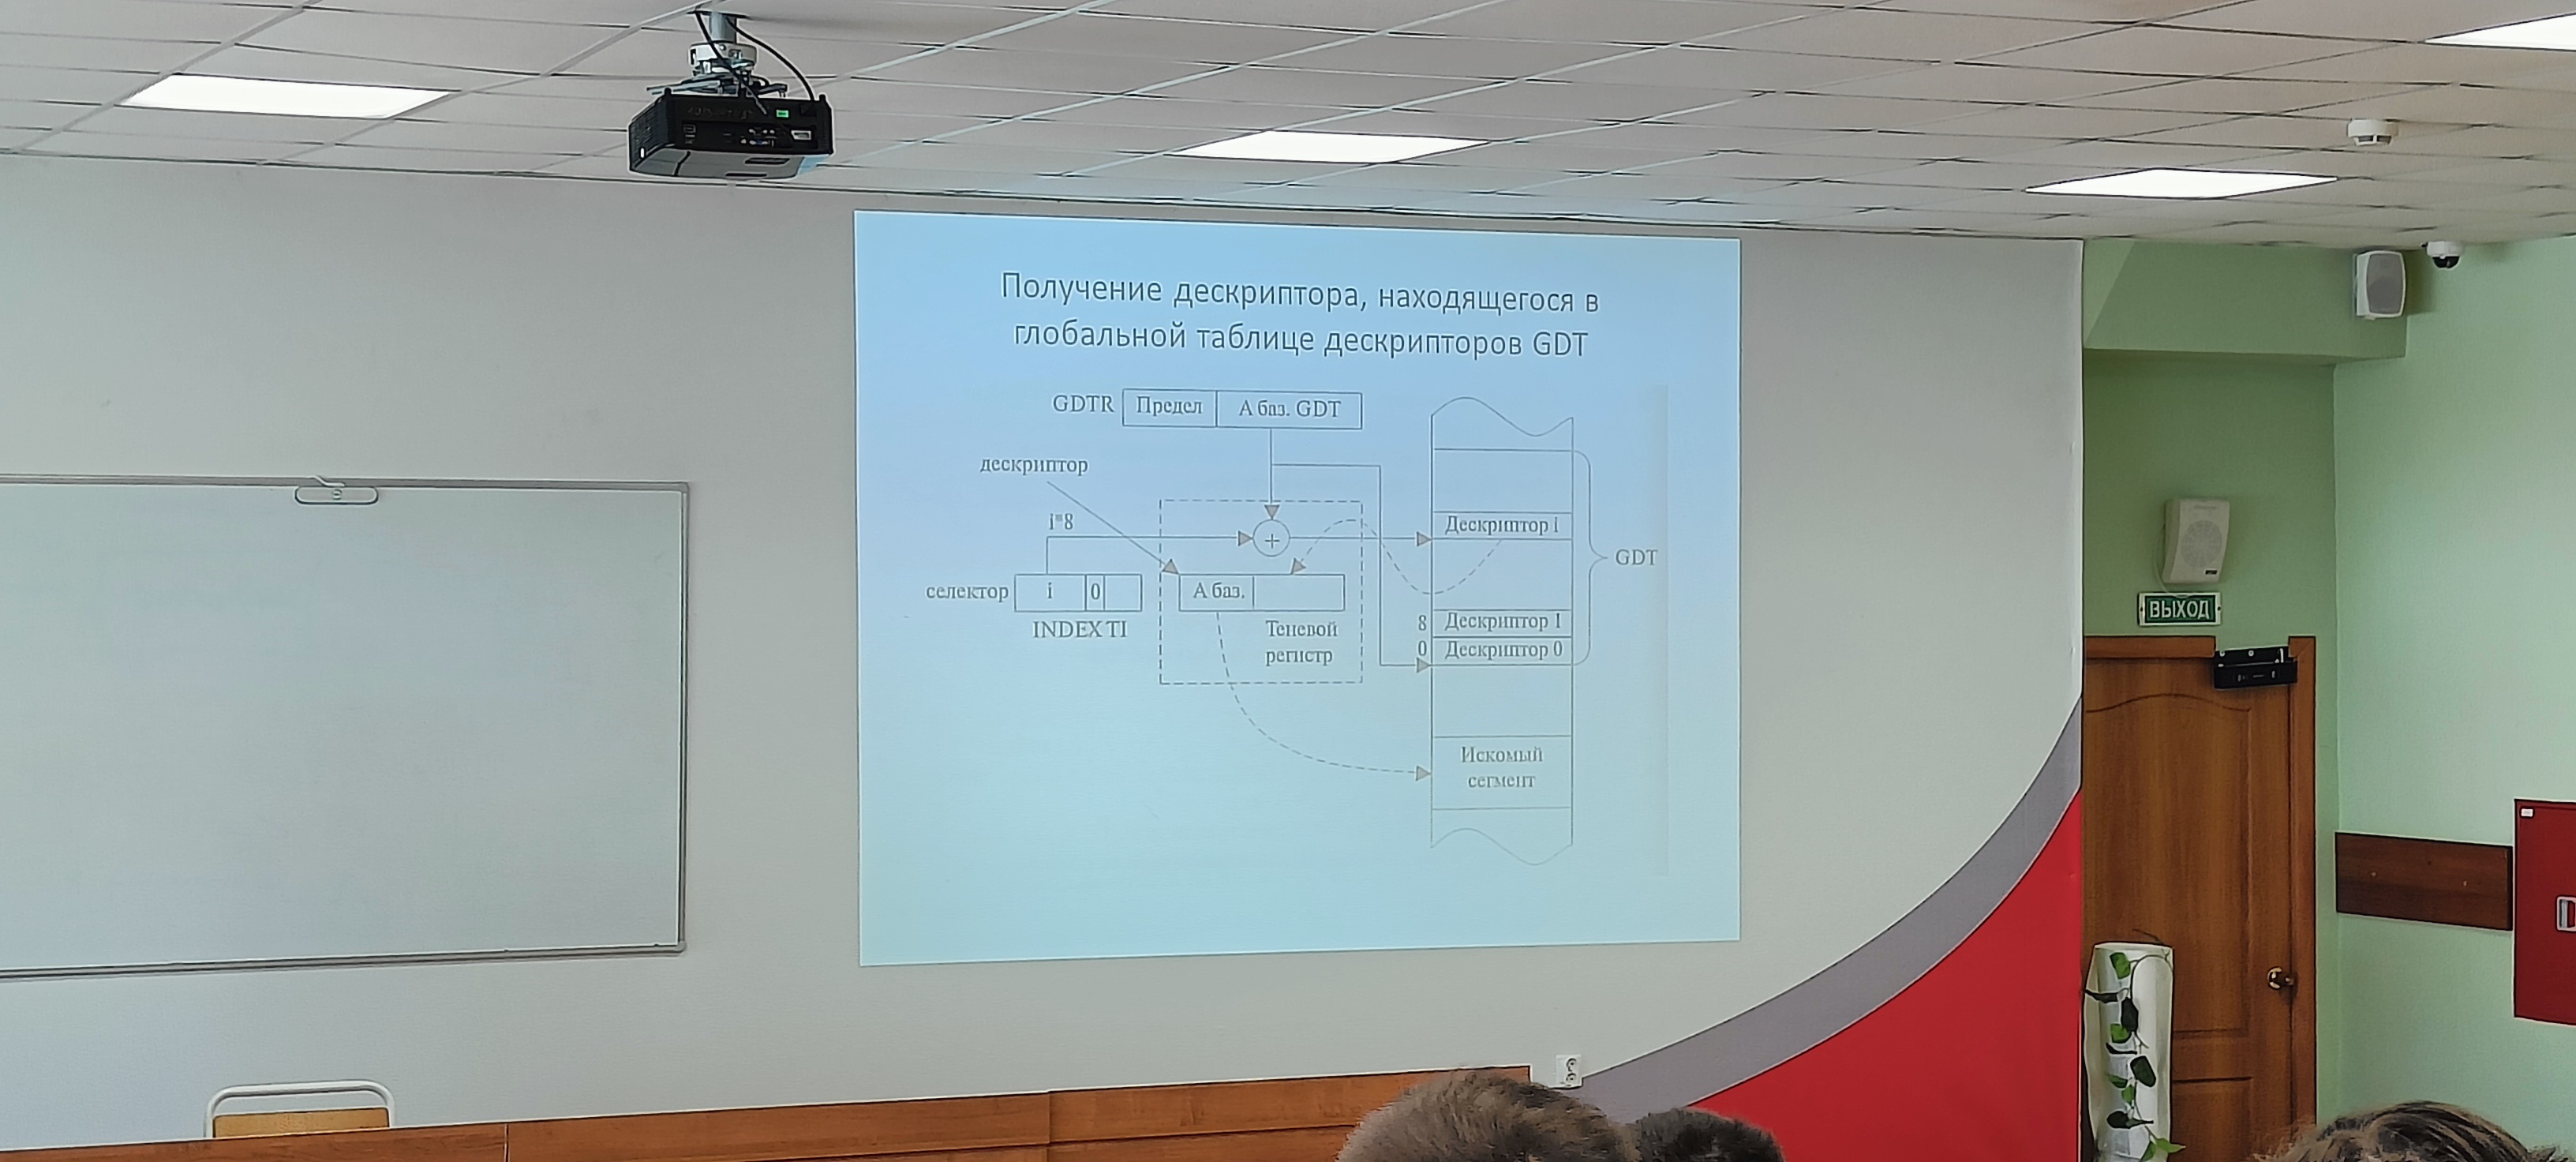 Получение дескриптора, находящегося в
глобальной таблице дескрипторов GDT
GDTR Предел А баз. GDT
дескриптор
i*8
+
Дескриптор i
GDT
селектор i 0
А баз.
INDEX TI
Теневой
регистр
8 Дескриптор 1
0 Дескриптор 0
Искомый
сегмент
ВЫХОД